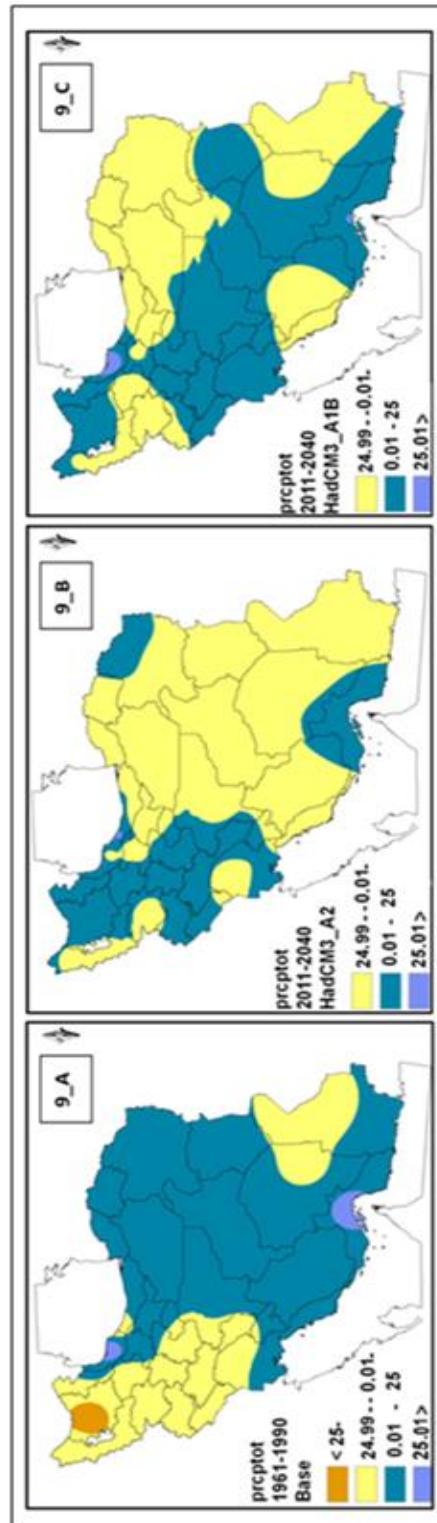 9_A
prcptot
1961-1990
Base
< 25-
24.99 - -0.01-
0.01 - 25
25.01>
9_B
prcptot
2011-2040
HadCM3_A2
24.99 - -0.01-
0.01 - 25
25.01>
9_C
prcptot
2011-2040
HadCM3_A1B
24.99 - -0.01-
0.01 - 25
25.01>